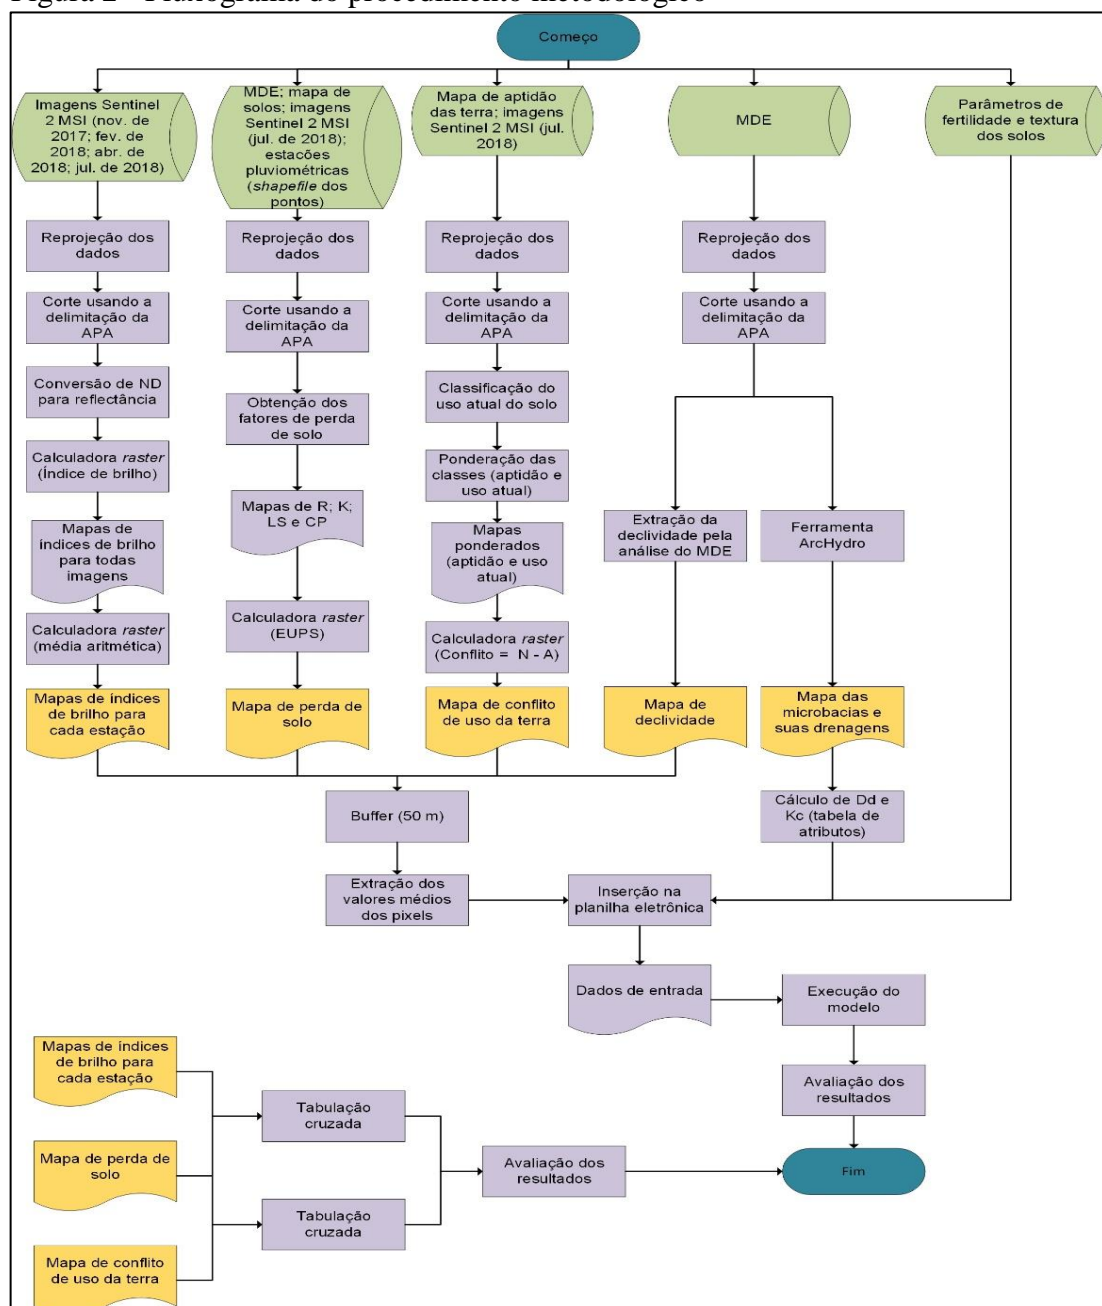 Figura 2 - Fluxograma do procedimento metodológico
Começo
Imagens Sentinel
2 MSI (nov. de
2017; fev. de
2018; abr. de
2018; jul. de 2018)
MDE; mapa de
solos; imagens
Sentinel 2 MSI
(jul. de 2018);
estacões
pluviométricas
(shapefile dos
pontos)
Mapa de aptidão
das terra; imagens
Sentinel 2 MSI (jul.
2018)
MDE
Parâmetros de
fertilidade e textura
dos solos
Reprojeção dos
dados
Reprojeção dos
dados
Reprojeção dos
dados
Reprojeção dos
dados
Corte usando a
delimitação da
APA
Corte usando a
delimitação da
APA
Corte usando a
delimitação da
APA
Corte usando a
delimitação da
APA
Conversão de ND
para reflectância
Obtenção dos
fatores de perda
de solo
Classificação do
uso atual do solo
Calculadora raster
(Índice de brilho)
Ponderação das
classes (aptidão e
uso atual)
Mapas de
índices de brilho
para todas
imagens
Mapas de R; K;
LS e CP
Mapas
ponderados
(aptidão e uso
atual)
Extração da
declividade pela
análise do MDE
Ferramenta
ArcHydro
Calculadora raster
(média aritmética)
Calculadora raster
(EUPS)
Calculadora raster
(Conflito = N - A)
Mapas de índices
de brilho para
cada estação
Mapa de perda de
solo
Mapa de conflito
de uso da terra
Mapa de
declividade
Mapa das
microbacias e
suas drenagens
Buffer (50 m)
Cálculo de Dd e
Kc (tabela de
atributos)
Extração dos
valores médios
dos pixels
Inserção na
planilha eletrônica
Dados de entrada
Execução do
modelo
Avaliação dos
resultados
Mapas de índices
de brilho para
cada estação
Tabulação
cruzada
Mapa de perda de
solo
Avaliação dos
resultados
Fim
Tabulação
cruzada
Mapa de conflito
de uso da terra